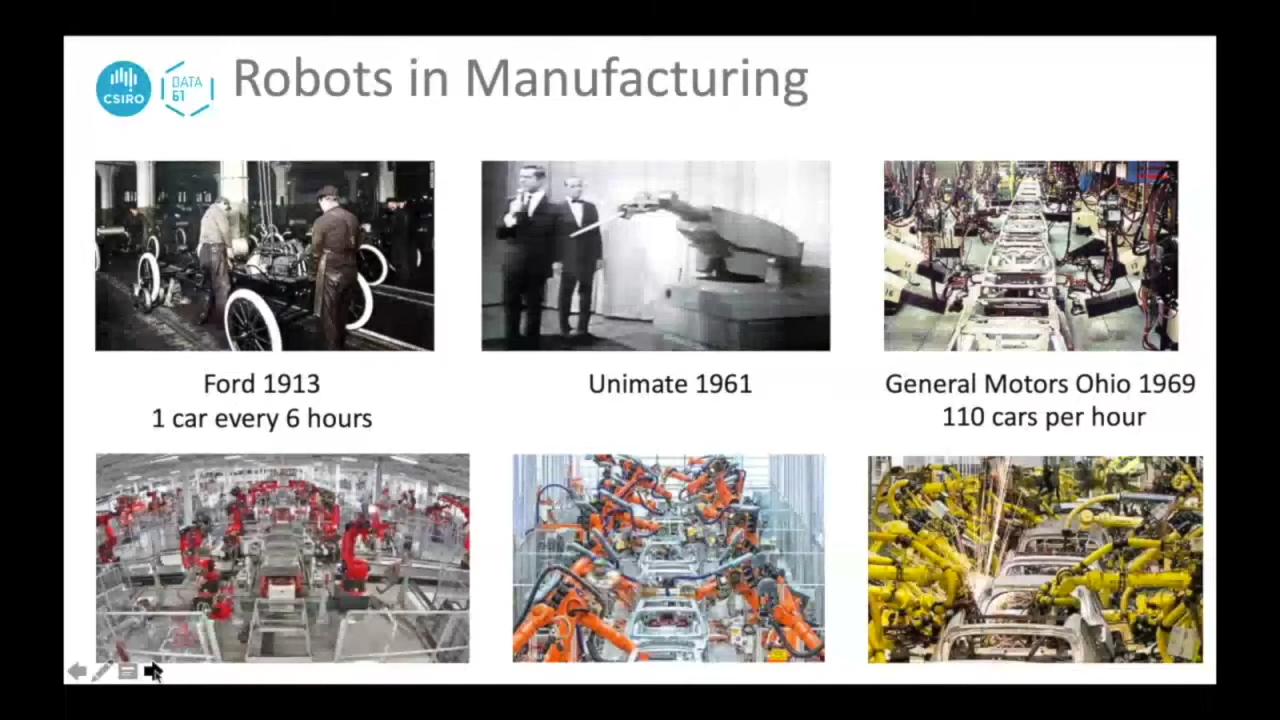 CSIRO
DATA
61
Robots in Manufacturing
Ford 1913
1 car every 6 hours
Unimate 1961
General Motors Ohio 1969
110 cars per hour